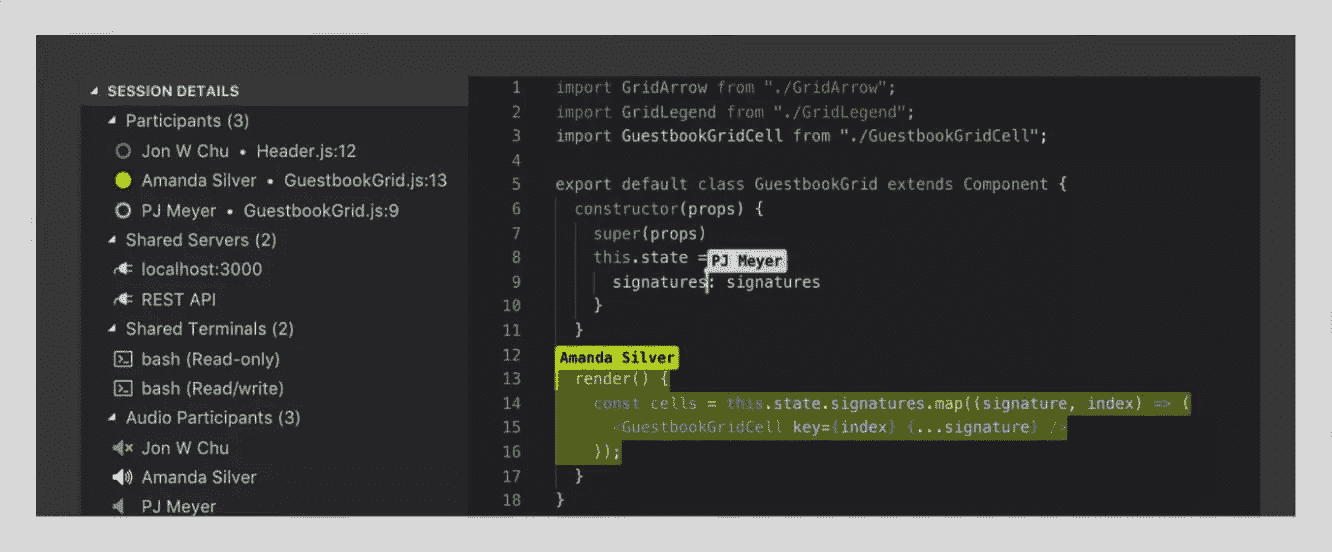 SESSION DETAILS
Participants (3)
Jon W Chu • Header.js:12
Amanda Silver • GuestbookGrid.js:13
PJ Meyer • GuestbookGrid.js:9
Shared Servers (2)
localhost:3000
REST API
Shared Terminals (2)
bash (Read-only)
bash (Read/write)
Audio Participants (3)
Jon W Chu
Amanda Silver
PJ Meyer
1 import GridArrow from "./GridArrow";
2 import GridLegend from "./GridLegend";
3 import GuestbookGridCell from "./GuestbookGridCell";
4
5 export default class GuestbookGrid extends Component {
6 constructor(props) {
7 super(props)
8 this.state = PJ Meyer
9 signatures: signatures
10 }
11 }
12 Amanda Silver
13 render() {
14 const cells = this.state.signatures.map((signature, index) => (
15 <GuestbookGridCell key={index} {...signature} />
16 ));
17 }
18 }